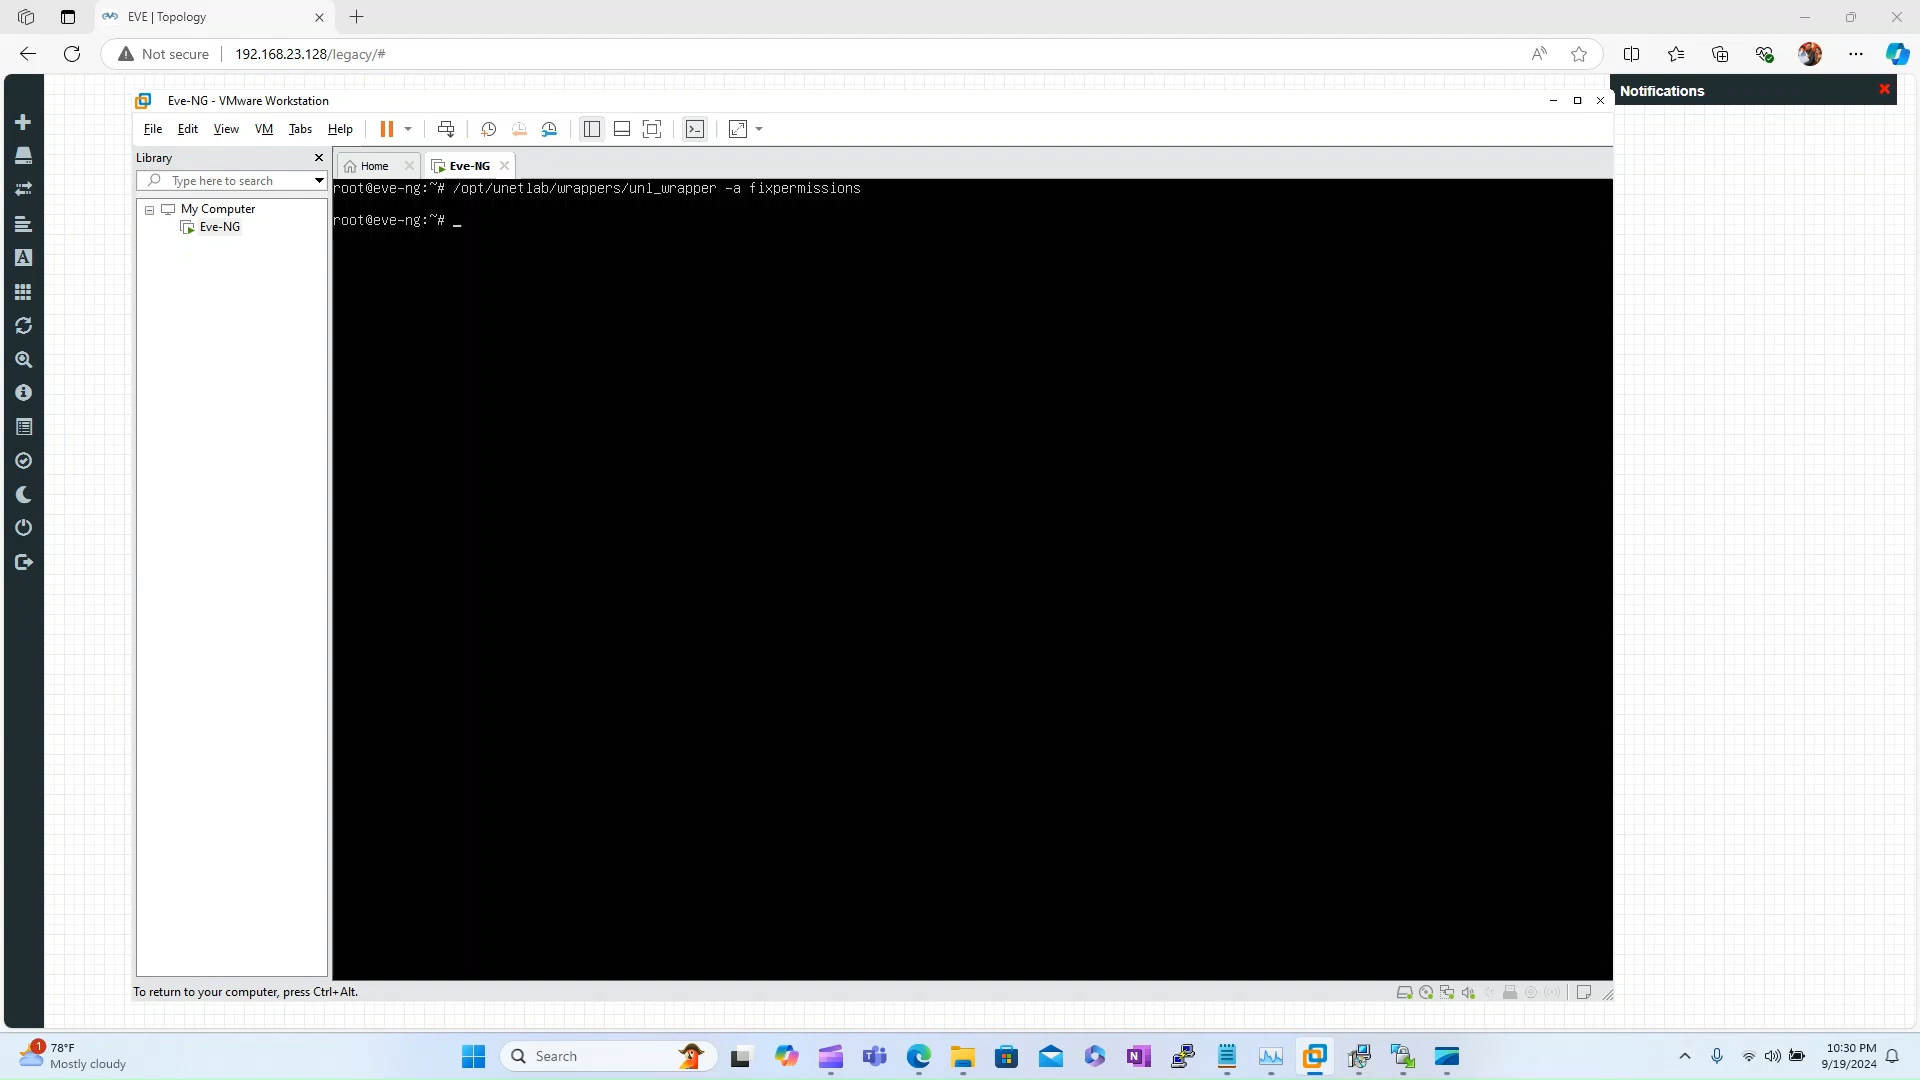 EVE | Topology
Not secure
192.168.23.128/legacy/#
Notifications
Eve-NG - VMware Workstation
File Edit View VM Tabs Help
Library
Home
Eve-NG
Type here to search
My Computer
Eve-NG
root@eve-ng:~# /opt/unetlab/wrappers/unl_wrapper -a fixpermissions
root@eve-ng:~# _
To return to your computer, press Ctrl+Alt.
1
78°F
Mostly cloudy
Search
10:30 PM
9/19/2024